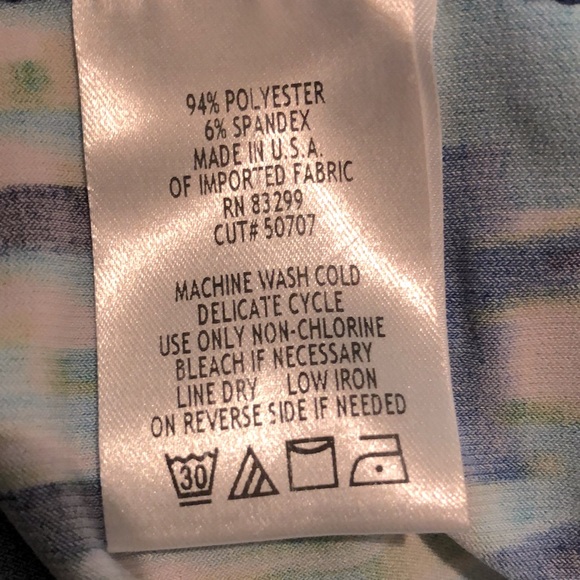 94% POLYESTER
6% SPANDEX
MADE IN U.S.A.
OF IMPORTED FABRIC
RN 83299
CUT# 50707
MACHINE WASH COLD
DELICATE CYCLE
USE ONLY NON-CHLORINE
BLEACH IF NECESSARY
LINE DRY LOW IRON
ON REVERSE SIDE IF NEEDED
30